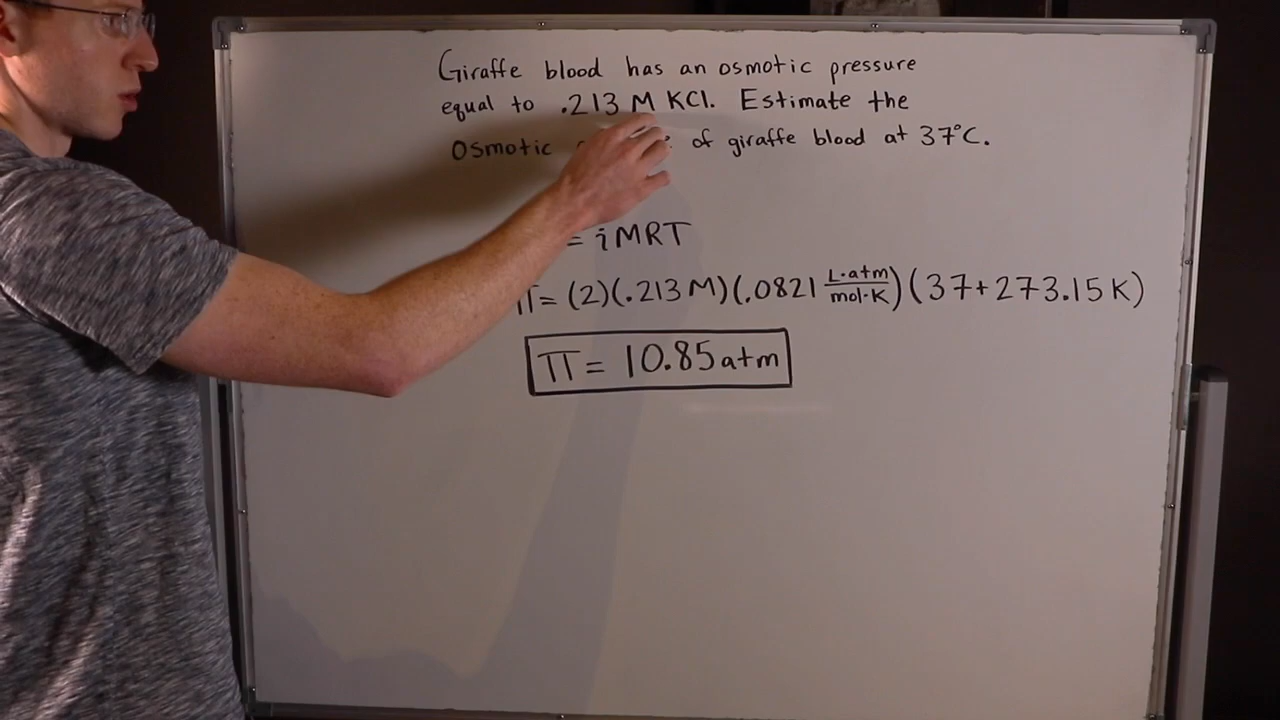 Giraffe blood has an osmotic pressure
equal to .213 M KCl. Estimate the
Osmotic of giraffe blood at 37°C.
= iMRT
π = (2)(.213 M)(.0821 L·atm/mol·K)(37+273.15 K)
π = 10.85 atm